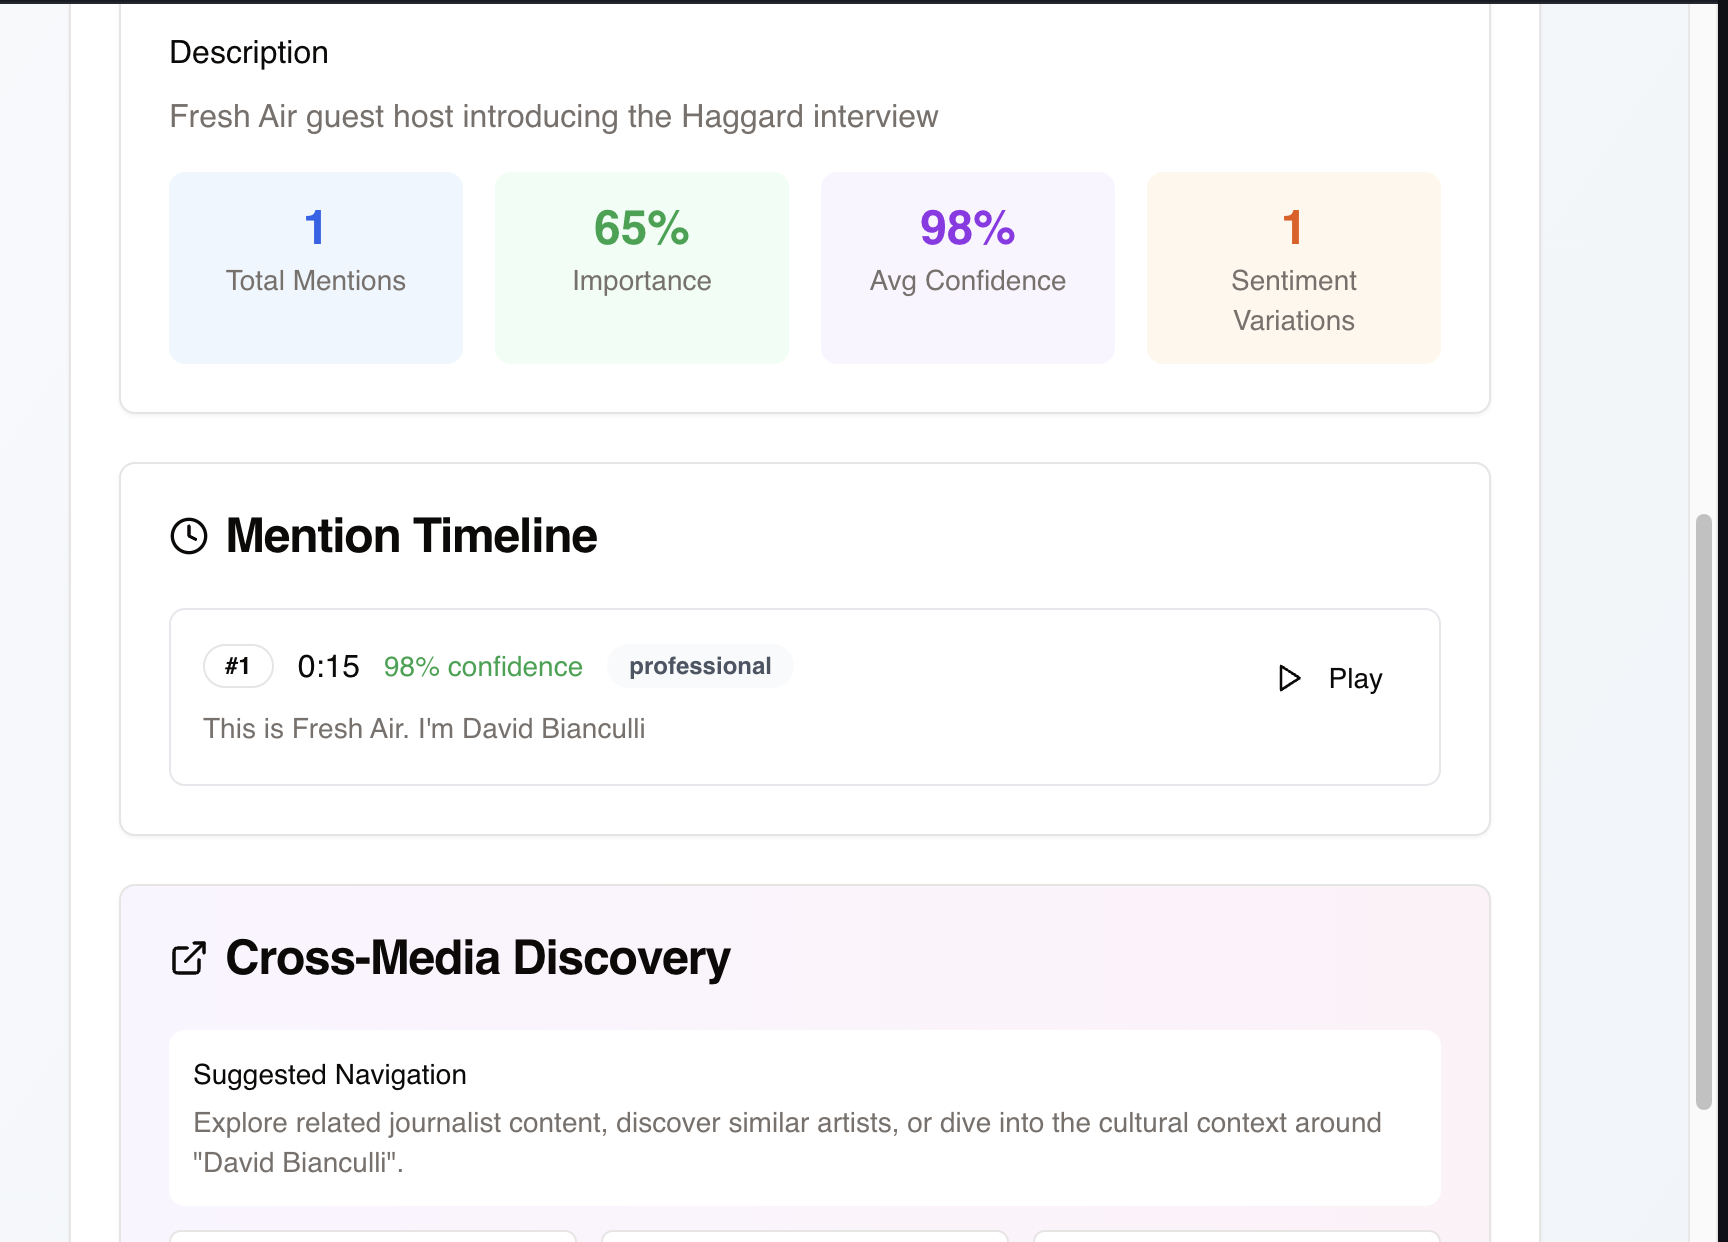 Description
Fresh Air guest host introducing the Haggard interview
1
Total Mentions
65%
Importance
98%
Avg Confidence
1
Sentiment
Variations
Mention Timeline
#1 0:15 98% confidence professional
Play
This is Fresh Air. I'm David Bianculli
Cross-Media Discovery
Suggested Navigation
Explore related journalist content, discover similar artists, or dive into the cultural context around
"David Bianculli".